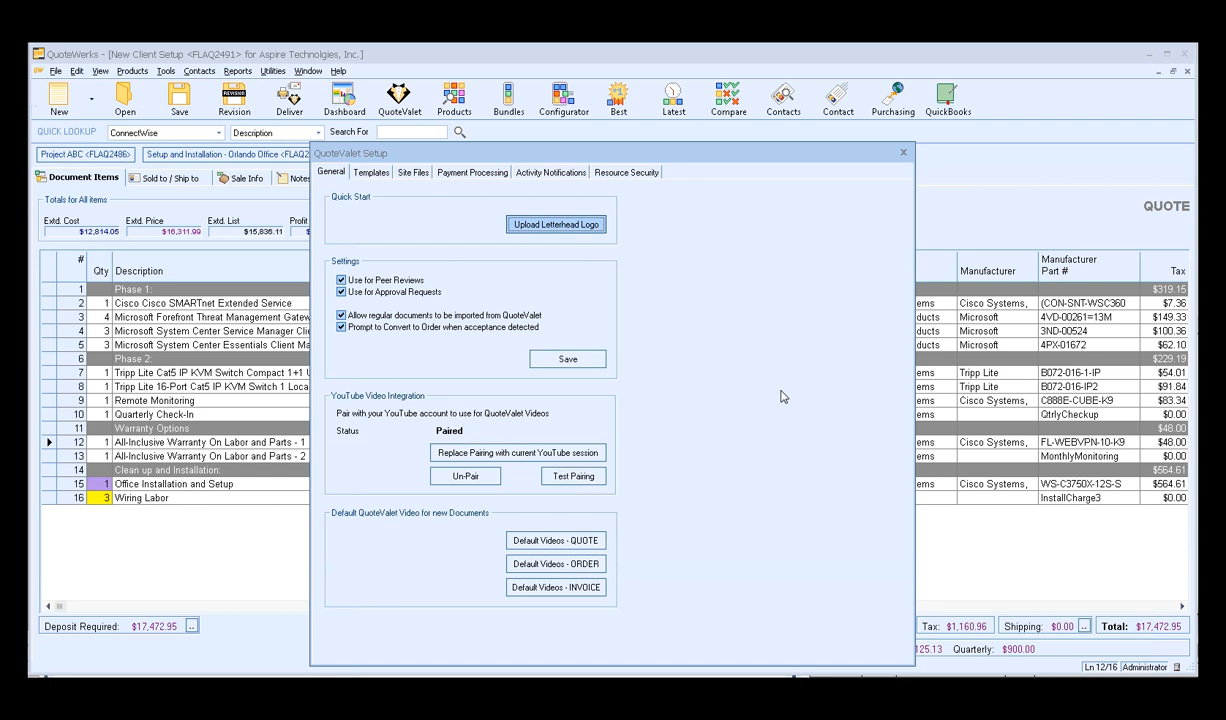 QuoteWerks - [New Client Setup <FLAQ2491> for Aspire Technolgies, Inc.]
File Edit View Products Tools Contacts Reports Utilities Window Help
New Open Save Revision Deliver Dashboard QuoteValet Products Bundles Configurator Best Latest Compare Contacts Contact Purchasing QuickBooks
QUICK LOOKUP ConnectWise Description Search For
Project ABC <FLAQ2486> Setup and Installation - Orlando Office <FLAQ2
Document Items Sold to / Ship to Sale Info Notes
QUOTE
Totals for All items
Extd. Cost Extd. Price Extd. List Profit
$12,814.05 $16,311.99 $15,836.11
# Qty Description Manufacturer Manufacturer Part # Tax
1 Phase 1: $319.15
2 1 Cisco Cisco SMARTnet Extended Service ems Cisco Systems, (CON-SNT-WSC360 $7.36
3 4 Microsoft Forefront Threat Management Gatew ducts Microsoft 4VD-00261=13M $149.33
4 3 Microsoft System Center Service Manager Clie ems Microsoft 3ND-00524 $100.36
5 3 Microsoft System Center Essentials Client Ma ducts Microsoft 4PX-01672 $62.10
6 Phase 2: $229.19
7 1 Tripp Lite Cat5 IP KVM Switch Compact 1+1 U Tripp Lite B072-016-1-IP $54.01
8 1 Tripp Lite 16-Port Cat5 IP KVM Switch 1 Loca Tripp Lite B072-016-IP2 $91.84
9 1 Remote Monitoring ems Cisco Systems, C888E-CUBE-K9 $83.34
10 1 Quarterly Check-In QtrlyCheckup $0.00
11 Warranty Options $48.00
12 1 All-Inclusive Warranty On Labor and Parts - 1 ems Cisco Systems, FL-WEBVPN-10-K9 $48.00
13 1 All-Inclusive Warranty On Labor and Parts - 2 ems MonthlyMonitoring $0.00
14 Clean up and Installation: $564.61
15 1 Office Installation and Setup ems Cisco Systems, WS-C3750X-12S-S $564.61
16 3 Wiring Labor InstallCharge3 $0.00
Deposit Required: $17,472.95 .. Tax: $1,160.96 Shipping: $0.00 .. Total: $17,472.95
125.13 Quarterly: $900.00
Ln 12/16 Administrator
QuoteValet Setup
General Templates Site Files Payment Processing Activity Notifications Resource Security
Quick Start
Upload Letterhead Logo
Settings
Use for Peer Reviews
Use for Approval Requests
Allow regular documents to be imported from QuoteValet
Prompt to Convert to Order when acceptance detected
Save
YouTube Video Integration
Pair with your YouTube account to use for QuoteValet Videos
Status Paired
Replace Pairing with current YouTube session
Un-Pair Test Pairing
Default QuoteValet Video for new Documents
Default Videos - QUOTE
Default Videos - ORDER
Default Videos - INVOICE